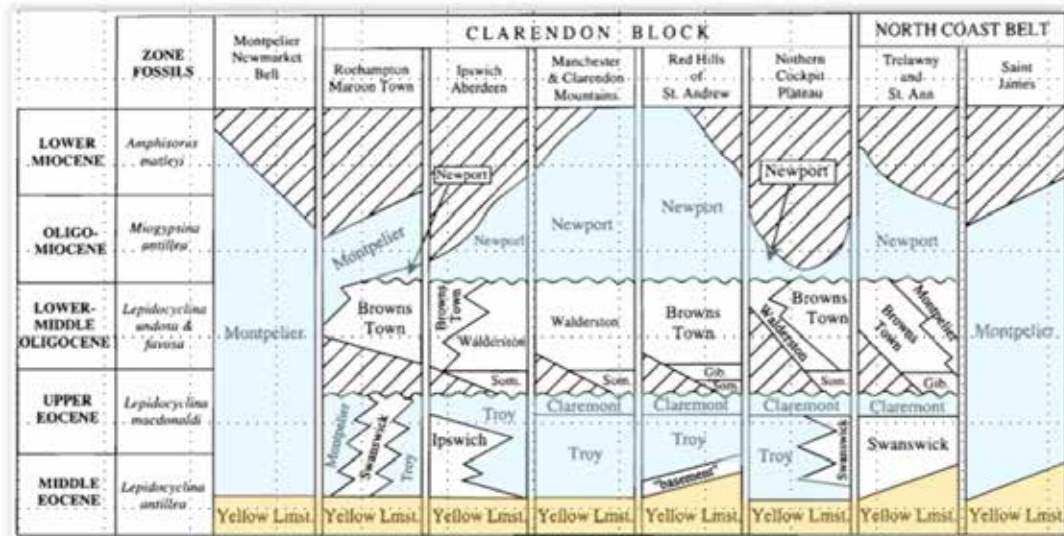 CLARENDON BLOCK
NORTH COAST BELT
ZONE
FOSSILS
Montpelier
Newmarket
Belt
Roehampton
Maroon Town
Ipswich
Aberdeen
Manchester
& Clarendon
Mountains.
Red Hills
of
St. Andrew
Nothern
Cockpit
Plateau
Trelawny
and
St. Ann
Saint
James
LOWER
MIOCENE
Amphisorus
matleyi
OLIGO-
MIOCENE
Miogypsina
antillea
LOWER-
MIDDLE
OLIGOCENE
Lepidocyclina
undosa &
favosa
UPPER
EOCENE
Lepidocyclina
macdonaldi
MIDDLE
EOCENE
Lepidocyclina
antillea
Montpelier
Yellow Lmst.
Montpelier
Browns
Town
Montpelier
Swanswick
Troy
Yellow Lmst.
Newport
Newport
Browns
Town
Walderston
Som.
Troy
Ipswich
Yellow Lmst.
Newport
Walderston
Som.
Claremont
Troy
Yellow Lmst.
Newport
Browns
Town
Gib.
Som.
Claremont
Troy
"basement"
Yellow Lmst.
Newport
Browns
Town
Walderston
Som.
Claremont
Troy
Swanswick
Yellow Lmst.
Newport
Montpelier
Browns
Town
Gib.
Claremont
Swanswick
Yellow Lmst.
Montpelier
Yellow Lmst.